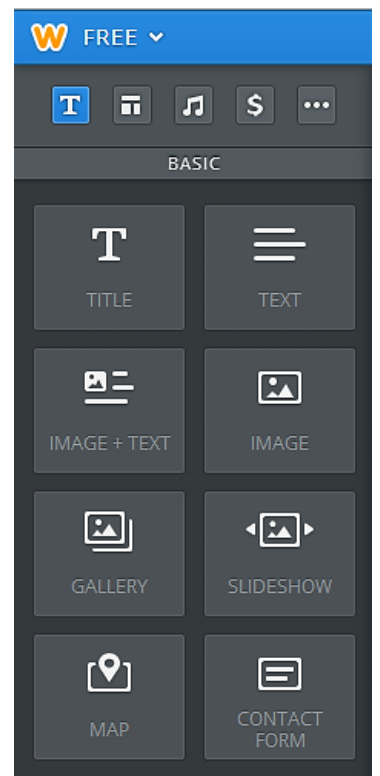 FREE
BASIC
TITLE
TEXT
IMAGE + TEXT
IMAGE
GALLERY
SLIDESHOW
MAP
CONTACT
FORM